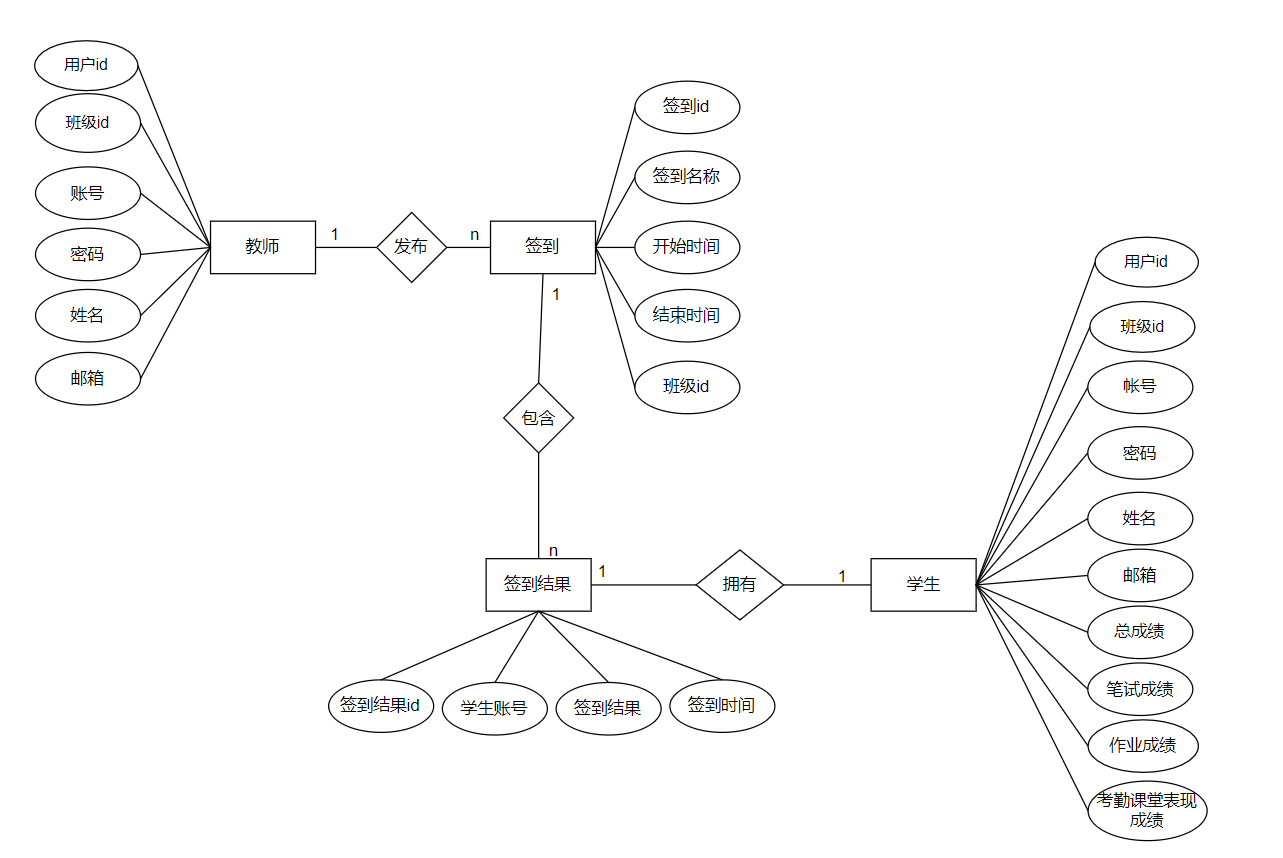 用户id
班级id
账号
密码
姓名
邮箱
教师
1
发布
n
签到
签到id
签到名称
开始时间
结束时间
班级id
1
包含
n
签到结果
1
拥有
1
学生
签到结果id
学生账号
签到结果
签到时间
用户id
班级id
帐号
密码
姓名
邮箱
总成绩
笔试成绩
作业成绩
考勤课堂表现
成绩